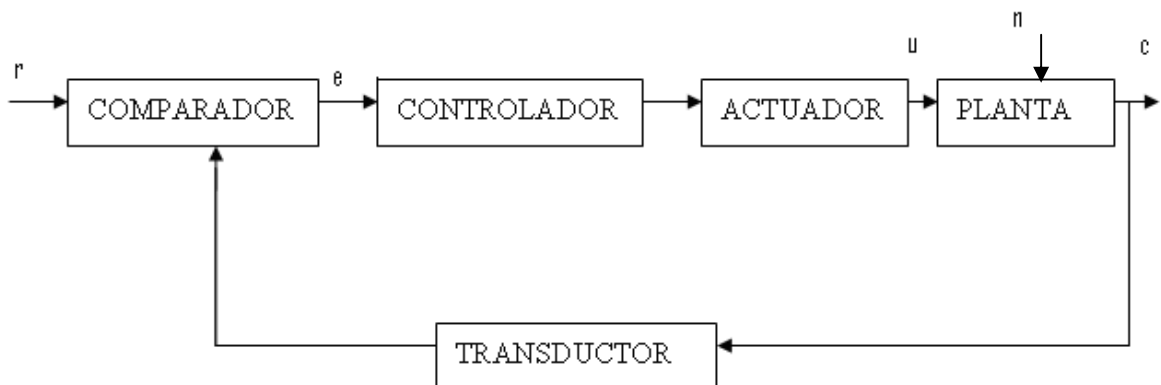 n
u
c
r
e
COMPARADOR
CONTROLADOR
ACTUADOR
PLANTA
TRANSDUCTOR